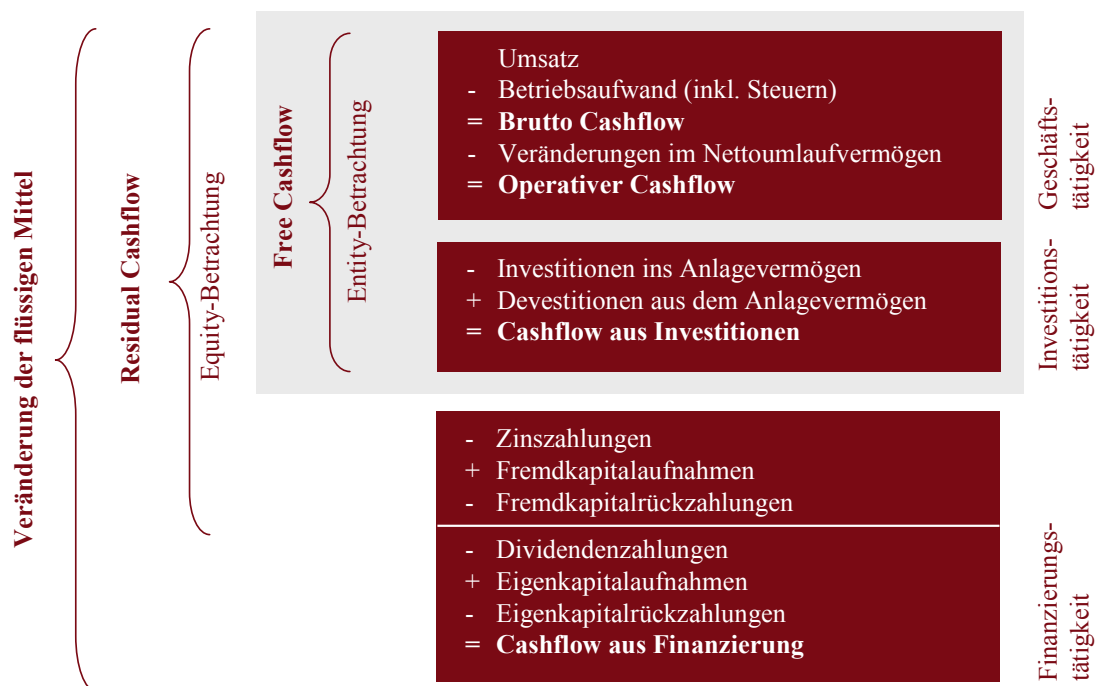 Veränderung der flüssigen Mittel
Residual Cashflow
Equity-Betrachtung
Free Cashflow
Entity-Betrachtung
Umsatz
- Betriebsaufwand (inkl. Steuern)
= Brutto Cashflow
- Veränderungen im Nettoumlaufvermögen
= Operativer Cashflow
Geschäfts-
tätigkeit
- Investitionen ins Anlagevermögen
+ Devestitionen aus dem Anlagevermögen
= Cashflow aus Investitionen
Investitions-
tätigkeit
- Zinszahlungen
+ Fremdkapitalaufnahmen
- Fremdkapitalrückzahlungen
- Dividendenzahlungen
+ Eigenkapitalaufnahmen
- Eigenkapitalrückzahlungen
= Cashflow aus Finanzierung
Finanzierungs-
tätigkeit